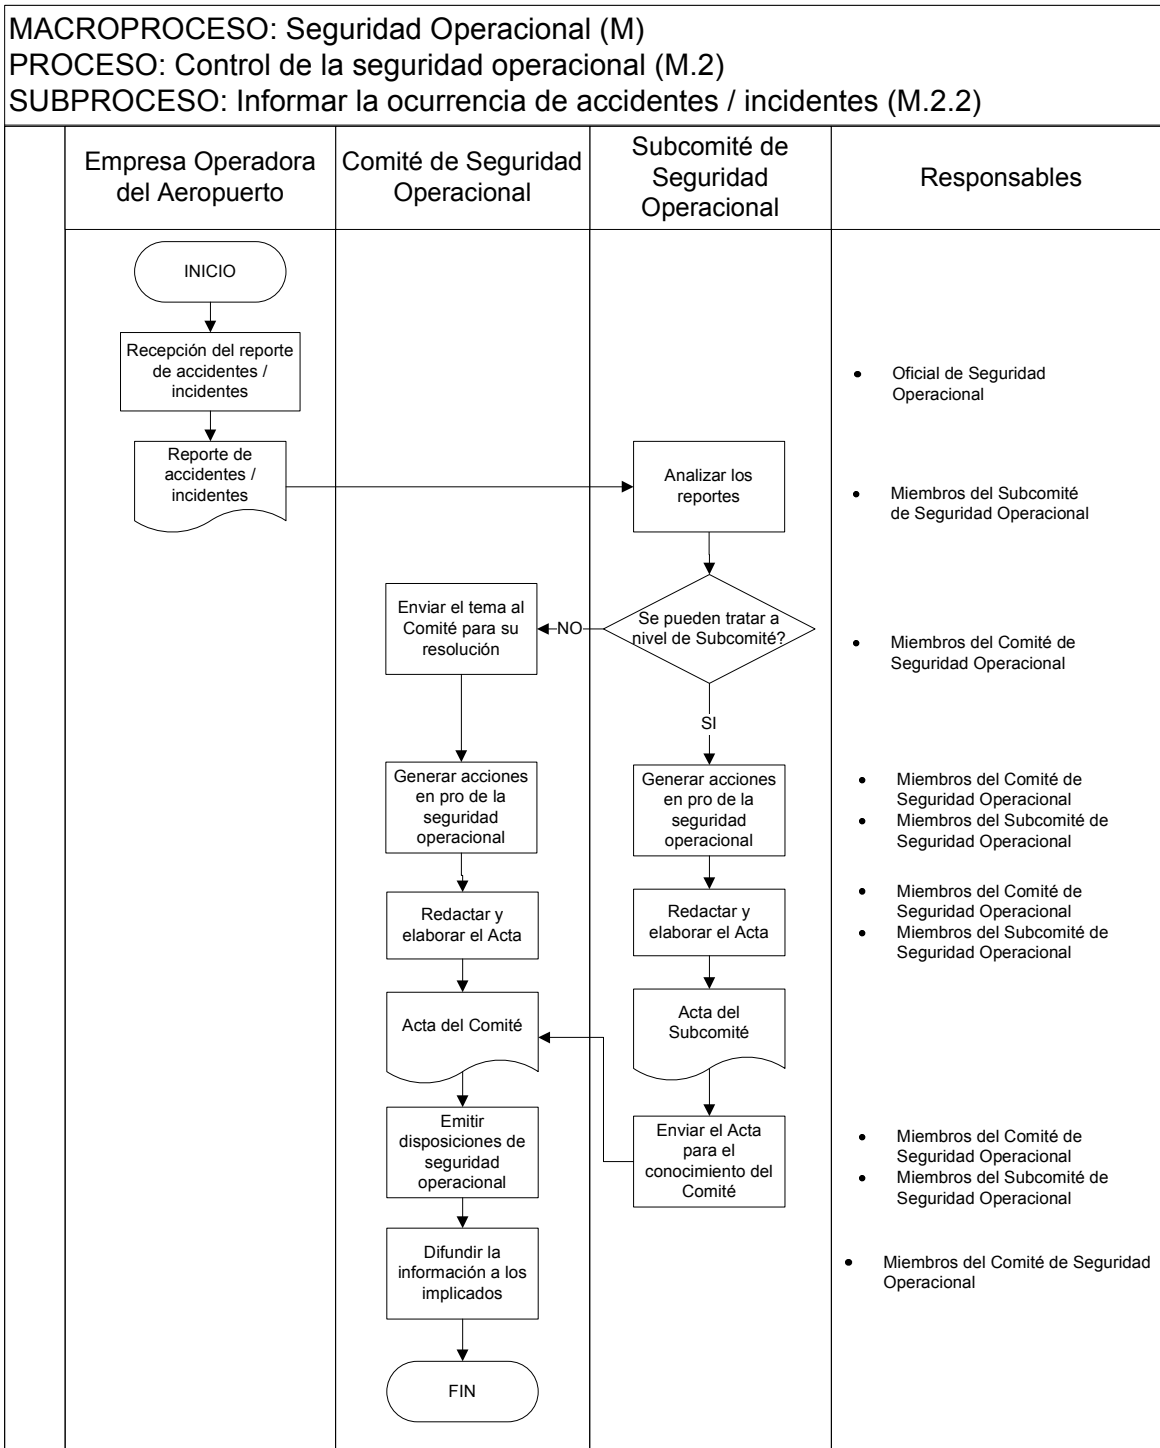 MACROPROCESO: Seguridad Operacional (M)
PROCESO: Control de la seguridad operacional (M.2)
SUBPROCESO: Informar la ocurrencia de accidentes / incidentes (M.2.2)
Empresa Operadora
del Aeropuerto
Comité de Seguridad
Operacional
Subcomité de
Seguridad
Operacional
Responsables
INICIO
Recepción del reporte
de accidentes /
incidentes
• Oficial de Seguridad
Operacional
Reporte de
accidentes /
incidentes
Analizar los
reportes
• Miembros del Subcomité
de Seguridad Operacional
Enviar el tema al
Comité para su
resolución
NO
Se pueden tratar a
nivel de Subcomité?
• Miembros del Comité de
Seguridad Operacional
SI
Generar acciones
en pro de la
seguridad
operacional
Generar acciones
en pro de la
seguridad
operacional
• Miembros del Comité de
Seguridad Operacional
• Miembros del Subcomité de
Seguridad Operacional
Redactar y
elaborar el Acta
Redactar y
elaborar el Acta
• Miembros del Comité de
Seguridad Operacional
• Miembros del Subcomité de
Seguridad Operacional
Acta del Comité
Acta del
Subcomité
Emitir
disposiciones de
seguridad
operacional
Enviar el Acta
para el
conocimiento del
Comité
• Miembros del Comité de
Seguridad Operacional
• Miembros del Subcomité de
Seguridad Operacional
Difundir la
información a los
implicados
• Miembros del Comité de Seguridad
Operacional
FIN